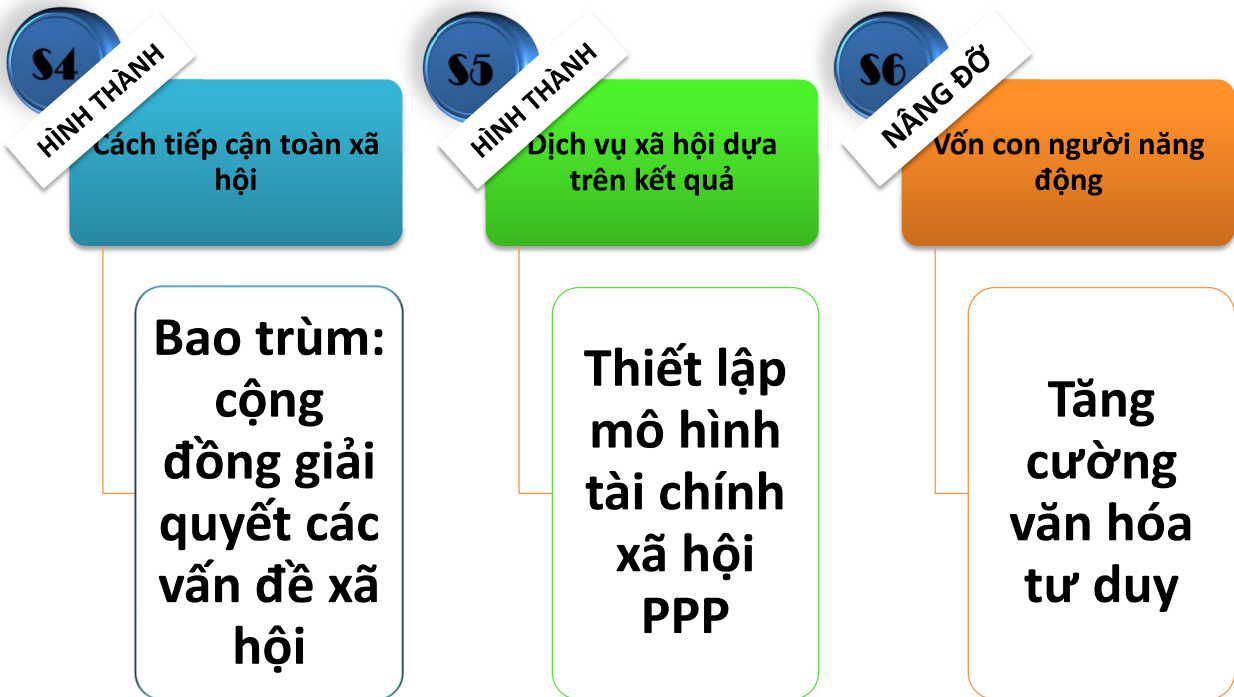 S4
HÌNH THÀNH
Cách tiếp cận toàn xã
hội
Bao trùm:
cộng
đồng giải
quyết các
vấn đề xã
hội
S5
HÌNH THÀNH
Dịch vụ xã hội dựa
trên kết quả
Thiết lập
mô hình
tài chính
xã hội
PPP
S6
NÂNG ĐỠ
Vốn con người năng
động
Tăng
cường
văn hóa
tư duy